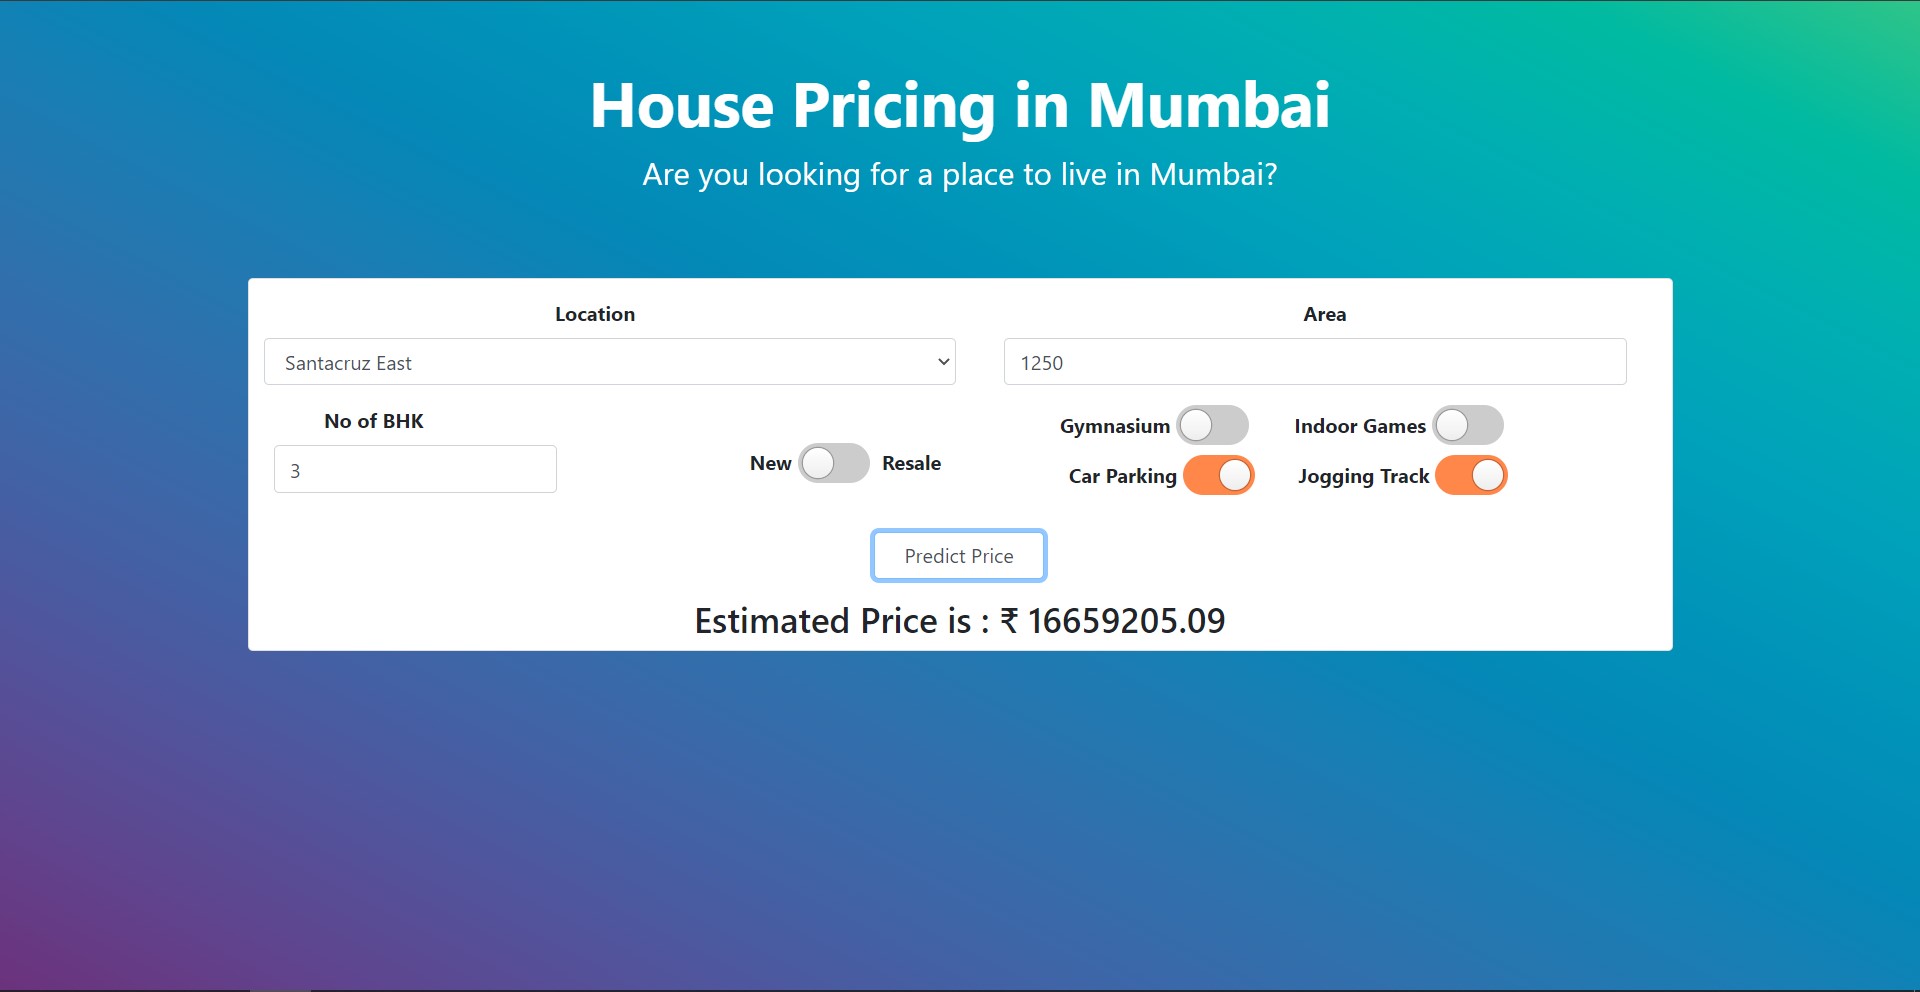 House Pricing in Mumbai
Are you looking for a place to live in Mumbai?
Location
Area
Santacruz East
1250
No of BHK
3
New
Resale
Gymnasium
Indoor Games
Car Parking
Jogging Track
Predict Price
Estimated Price is : ₹ 16659205.09